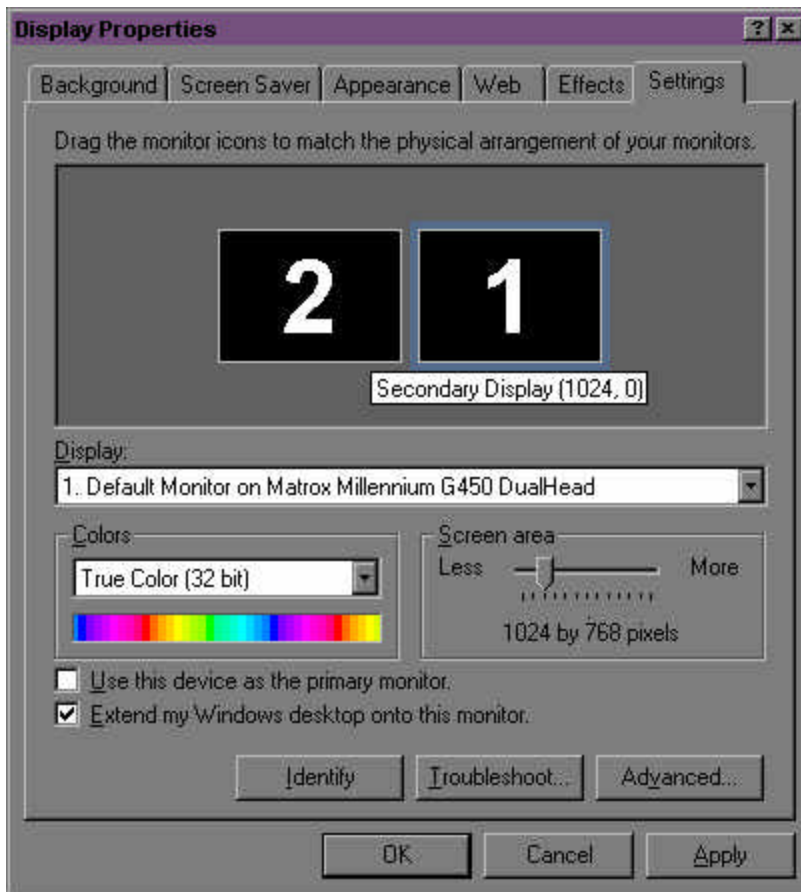 Display Properties
Background Screen Saver Appearance Web Effects Settings
Drag the monitor icons to match the physical arrangement of your monitors.
2 1
Secondary Display (1024, 0)
Display:
1. Default Monitor on Matrox Millennium G450 DualHead
Colors
True Color (32 bit)
Screen area
Less More
1024 by 768 pixels
Use this device as the primary monitor.
Extend my Windows desktop onto this monitor.
Identify Troubleshoot... Advanced...
OK Cancel Apply